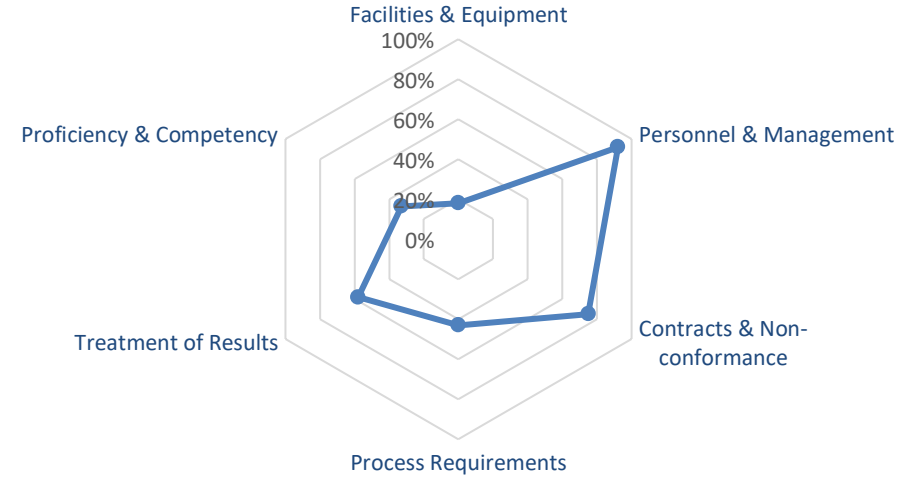 Facilities & Equipment
100%
80%
Proficiency & Competency
Personnel & Management
60%
40%
20%
0%
Treatment of Results
Contracts & Non-
conformance
Process Requirements